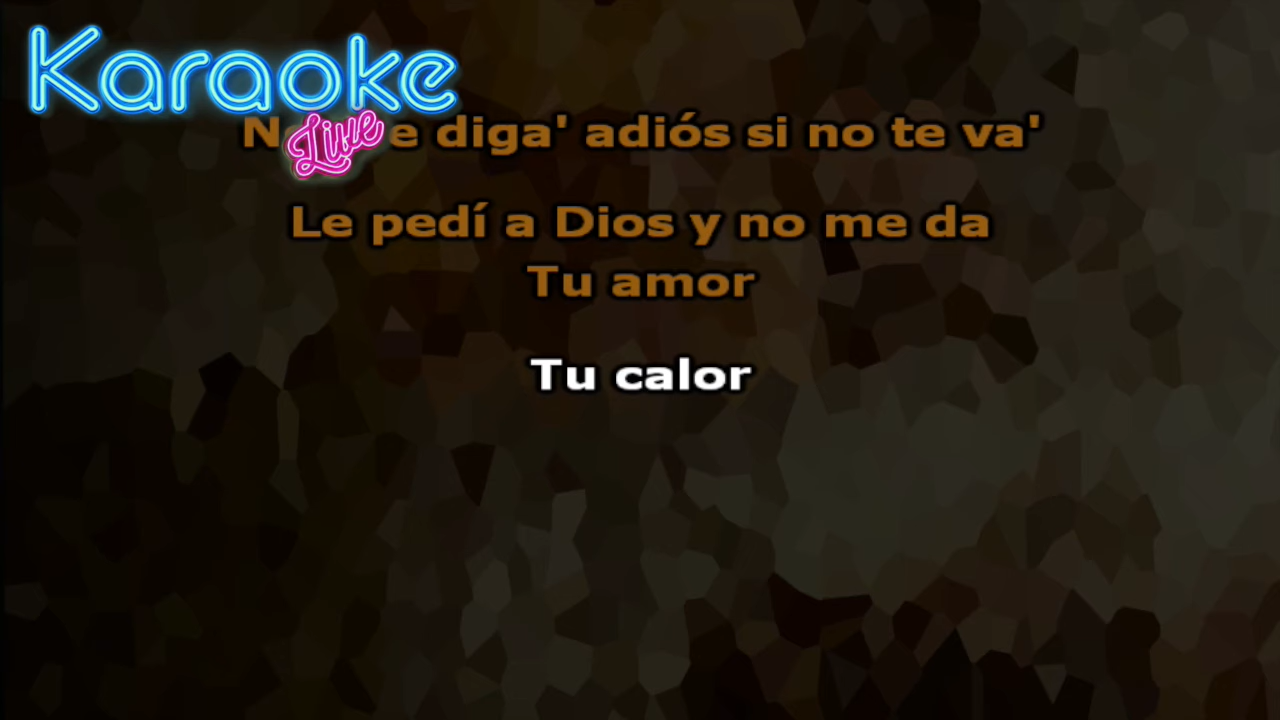 Karaoke
Live
diga' adiós si no te va'
Le pedí a Dios y no me da
Tu amor
Tu calor